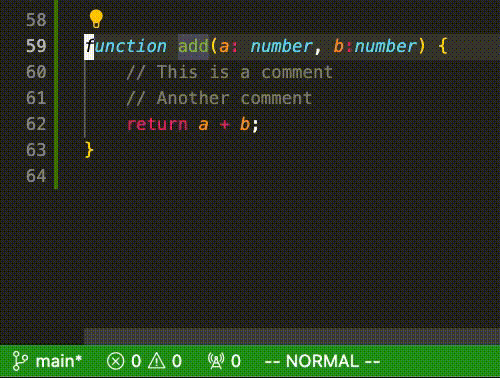 58
59 function add(a: number, b:number) {
60 // This is a comment
61 // Another comment
62 return a + b;
63 }
64
main* 0 0 0 -- NORMAL --